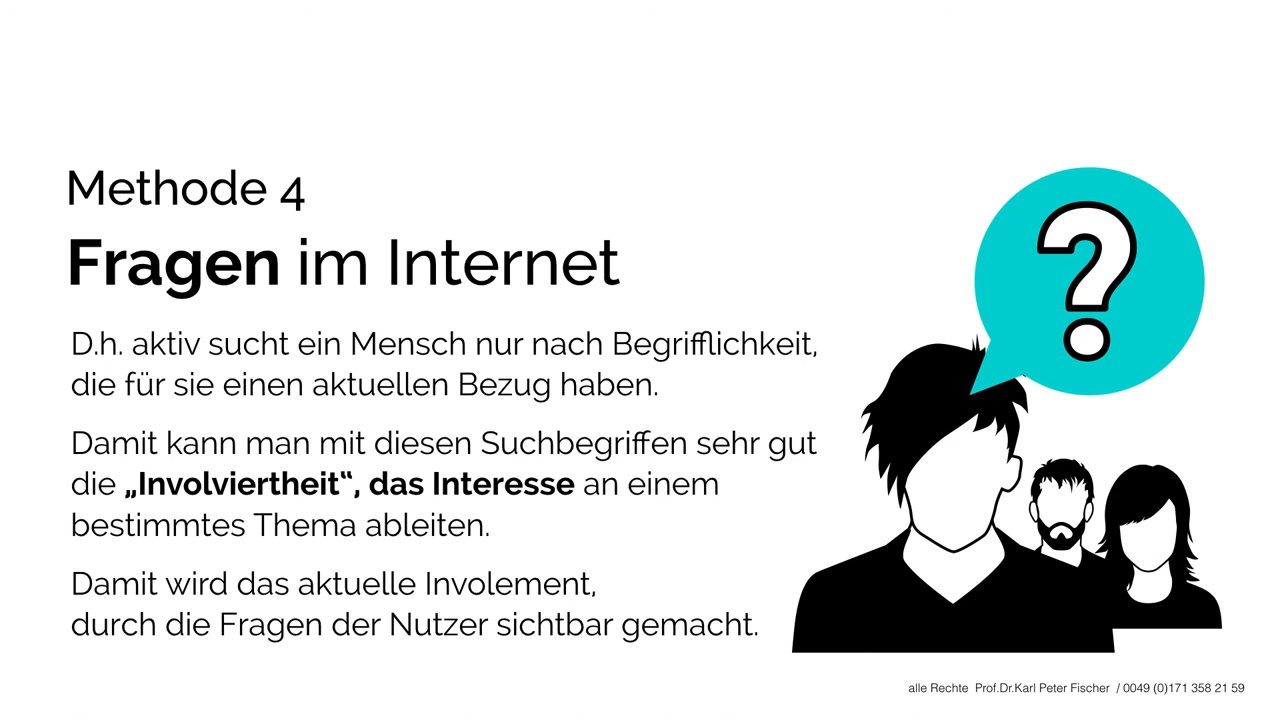 Methode 4
Fragen im Internet
D.h. aktiv sucht ein Mensch nur nach Begrifflichkeit,
die für sie einen aktuellen Bezug haben.
Damit kann man mit diesen Suchbegriffen sehr gut
die „Involviertheit‟, das Interesse an einem
bestimmtes Thema ableiten.
Damit wird das aktuelle Involement,
durch die Fragen der Nutzer sichtbar gemacht.
?
alle Rechte Prof.Dr.Karl Peter Fischer / 0049 (0)171 358 21 59